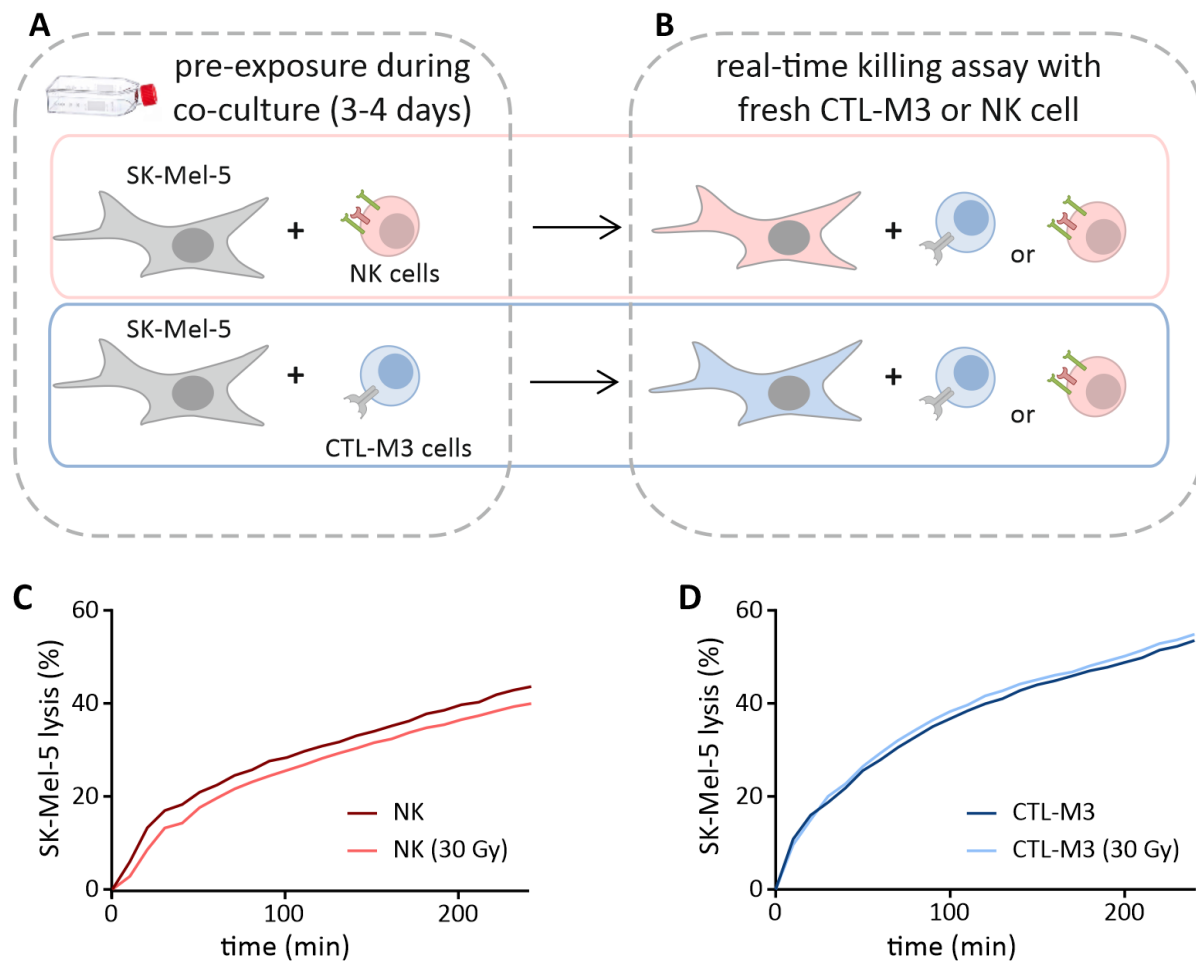 A
B
pre-exposure during
co-culture (3-4 days)
real-time killing assay with
fresh CTL-M3 or NK cell
SK-Mel-5
+
NK cells
+
or
SK-Mel-5
+
CTL-M3 cells
+
or
C
60
40
20
0
SK-Mel-5 lysis (%)
NK
NK (30 Gy)
0
100
200
time (min)
D
60
40
20
0
SK-Mel-5 lysis (%)
CTL-M3
CTL-M3 (30 Gy)
0
100
200
time (min)